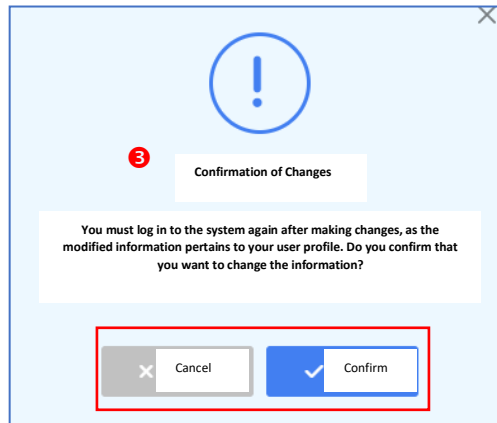 3
Confirmation of Changes
You must log in to the system again after making changes, as the
modified information pertains to your user profile. Do you confirm that
you want to change the information?
Cancel
Confirm